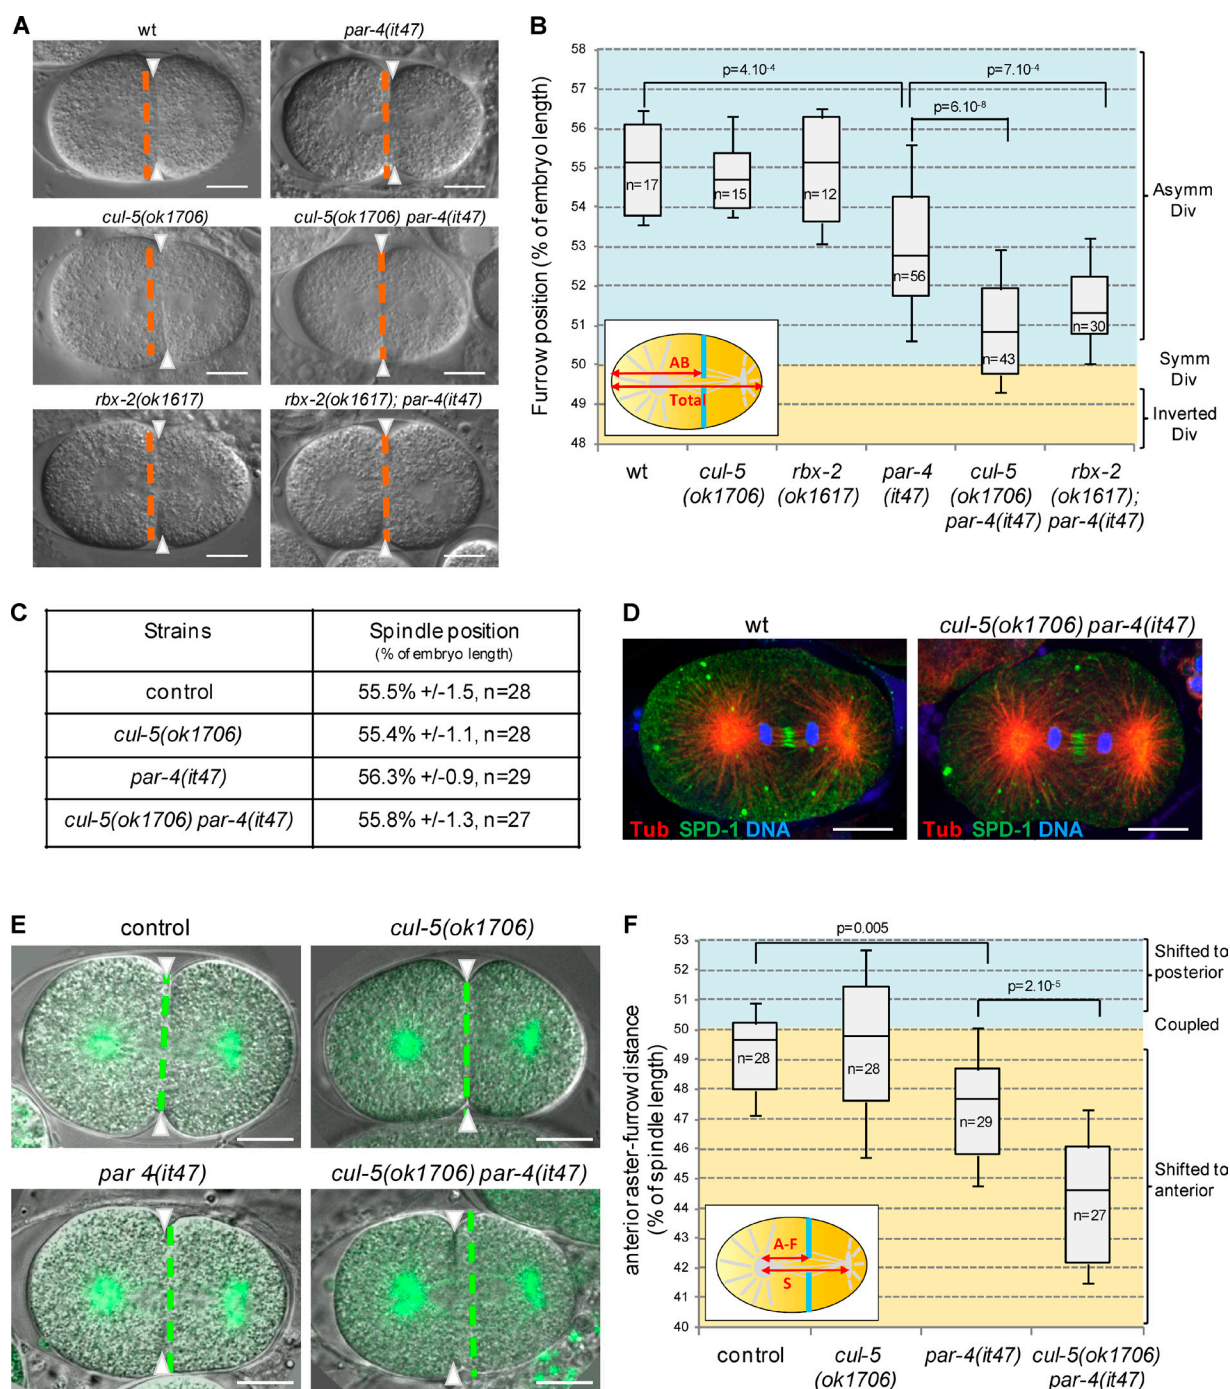 A
wt
par-4(it47)
cul-5(ok1706)
cul-5(ok1706) par-4(it47)
rbx-2(ok1617)
rbx-2(ok1617); par-4(it47)
B
Furrow position (% of embryo length)
58
57
56
55
54
53
52
51
50
49
48
p=4.10-4
p=7.10-4
p=6.10-8
n=17
n=15
n=12
n=56
n=43
n=30
Asymm
Div
Symm
Div
Inverted
Div
AB
Total
wt
cul-5
(ok1706)
rbx-2
(ok1617)
par-4
(it47)
cul-5
(ok1706)
par-4(it47)
rbx-2
(ok1617);
par-4(it47)
C
Strains
Spindle position
(% of embryo length)
control
55.5% +/-1.5, n=28
cul-5(ok1706)
55.4% +/-1.1, n=28
par-4(it47)
56.3% +/-0.9, n=29
cul-5(ok1706) par-4(it47)
55.8% +/-1.3, n=27
D
wt
cul-5(ok1706) par-4(it47)
Tub SPD-1 DNA
Tub SPD-1 DNA
E
control
cul-5(ok1706)
par 4(it47)
cul-5(ok1706) par-4(it47)
F
anterior raster-furrow distance
(% of spindle length)
53
52
51
50
49
48
47
46
45
44
43
42
41
40
p=0.005
p=2.10-5
n=28
n=28
n=29
n=27
Shifted to
posterior
Coupled
Shifted to
anterior
A-F
S
control
cul-5
(ok1706)
par-4(it47)
cul-5(ok1706)
par-4(it47)